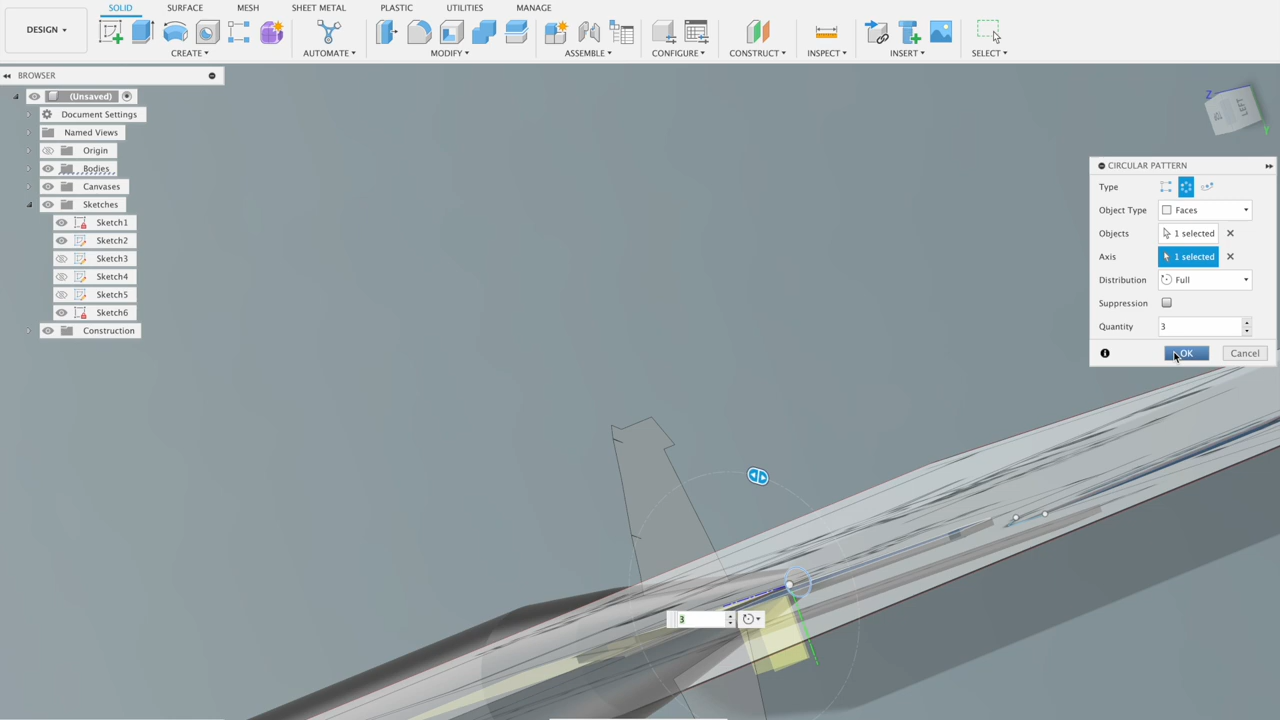 SOLID SURFACE MESH SHEET METAL PLASTIC UTILITIES MANAGE
DESIGN
CREATE AUTOMATE MODIFY ASSEMBLE CONFIGURE CONSTRUCT INSPECT INSERT SELECT
BROWSER
(Unsaved)
Document Settings
Named Views
Origin
Bodies
Canvases
Sketches
Sketch1
Sketch2
Sketch3
Sketch4
Sketch5
Sketch6
Construction
Z
LEFT
Y
CIRCULAR PATTERN
Type
Object Type Faces
Objects 1 selected
Axis 1 selected
Distribution Full
Suppression
Quantity 3
OK Cancel
3